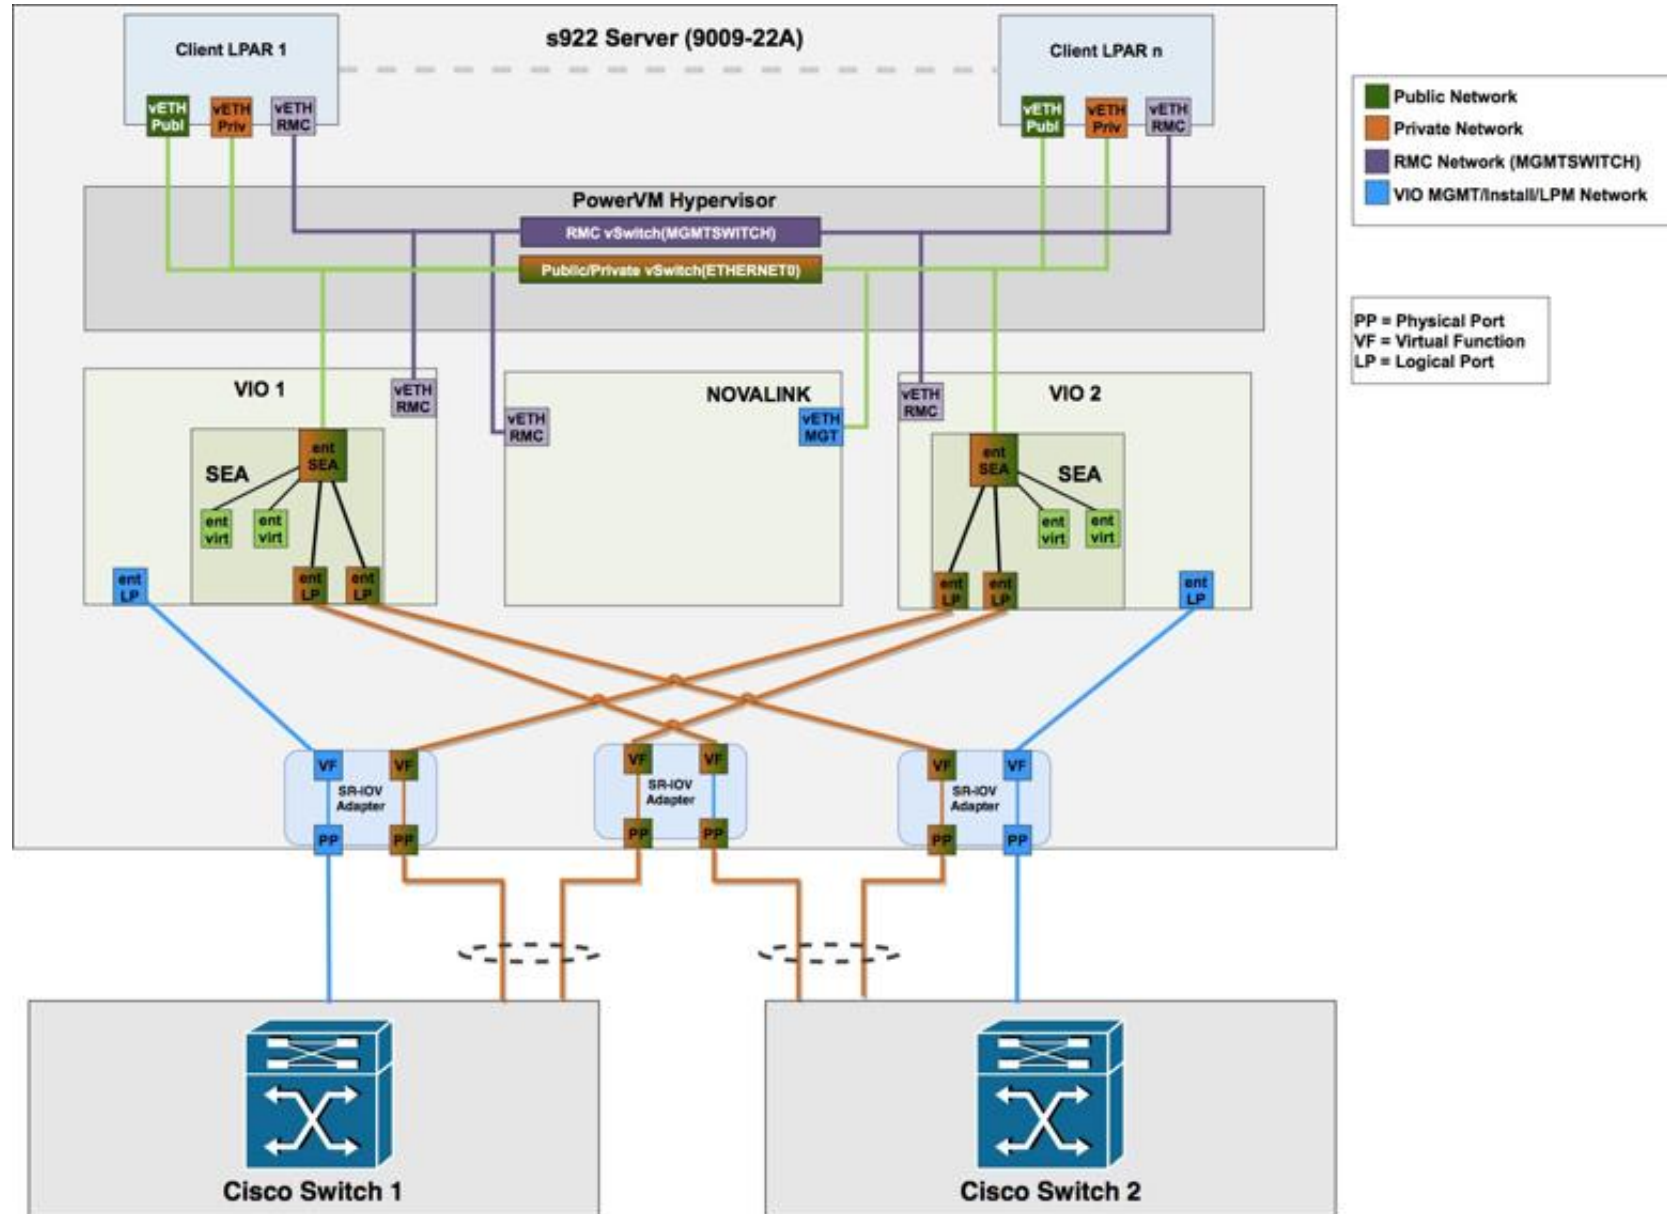 s922 Server (9009-22A)
Client LPAR 1
Client LPAR n
vETH
Publ
vETH
Priv
vETH
RMC
vETH
Publ
vETH
Priv
vETH
RMC
Public Network
Private Network
RMC Network (MGMTSWITCH)
VIO MGMT/Install/LPM Network
PowerVM Hypervisor
RMC vSwitch(MGMTSWITCH)
Public/Private vSwitch(ETHERNET0)
PP = Physical Port
VF = Virtual Function
LP = Logical Port
VIO 1
vETH
RMC
SEA
ent
SEA
ent
virt
ent
virt
ent
LP
ent
LP
ent
LP
NOVALINK
vETH
RMC
vETH
MGT
VIO 2
vETH
RMC
ent
SEA
SEA
ent
virt
ent
virt
ent
LP
ent
LP
ent
LP
VF
VF
SR-IOV
Adapter
PP
PP
VF
VF
SR-IOV
Adapter
PP
PP
VF
VF
SR-IOV
Adapter
PP
PP
Cisco Switch 1
Cisco Switch 2